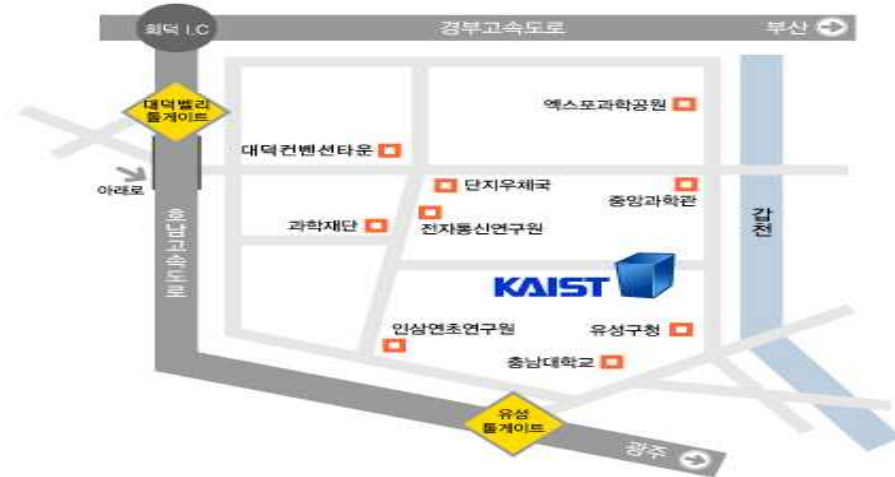 회덕 I.C
경부고속도로
부산
대덕벨리
톨게이트
엑스포과학공원
대덕컨벤션타운
아래로
단지우체국
중앙과학관
과학재단
전자통신연구원
갑천
호남고속도로
KAIST
인삼연초연구원
유성구청
충남대학교
유성
톨게이트
광주